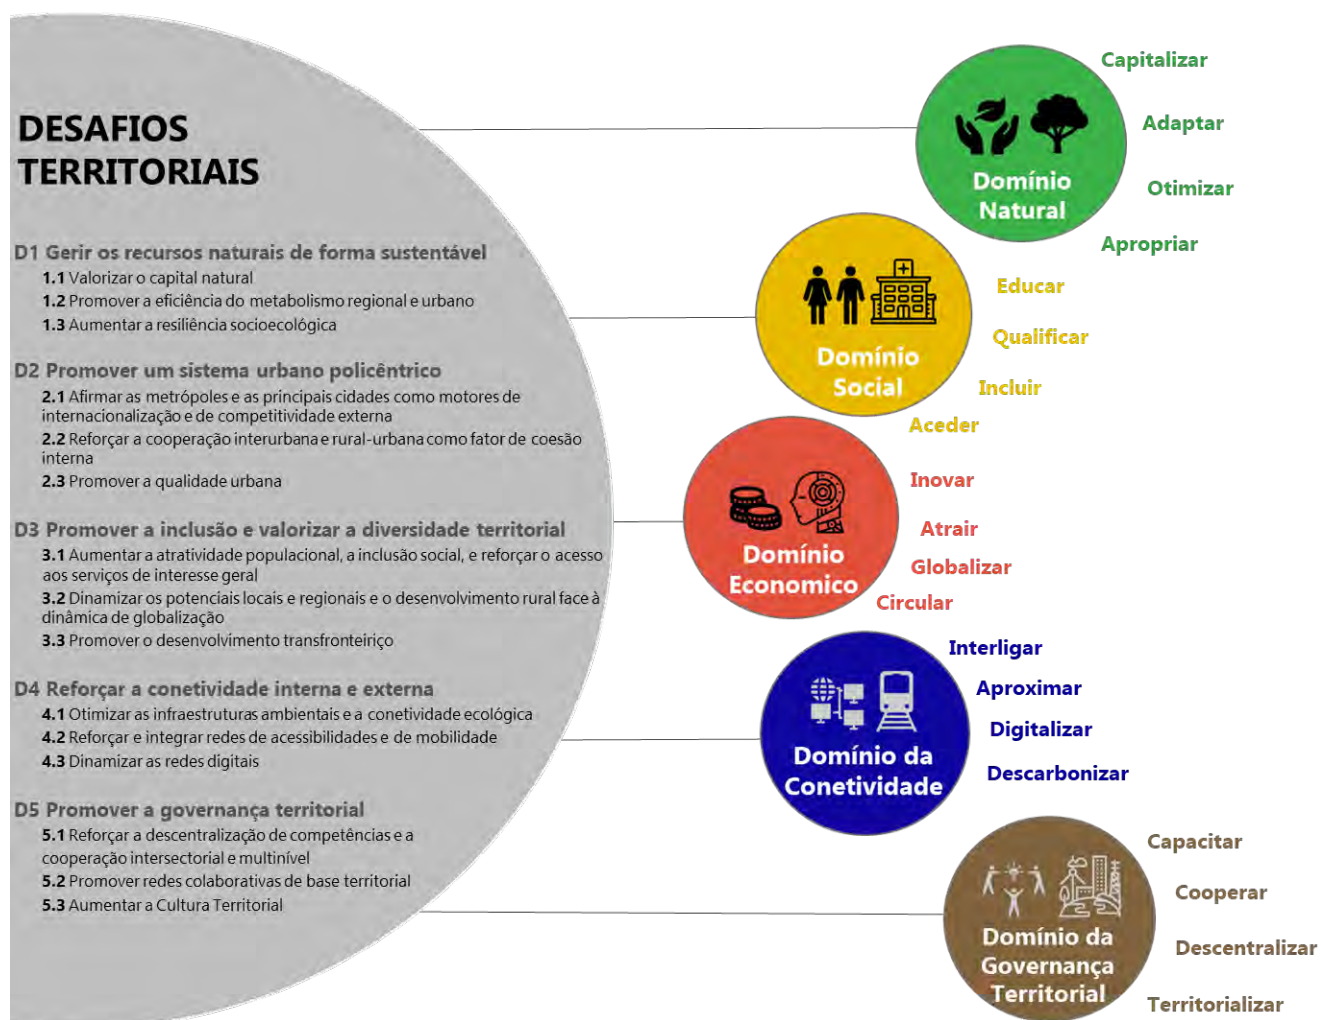 DESAFIOS
TERRITORIAIS
D1 Gerir os recursos naturais de forma sustentável
1.1 Valorizar o capital natural
1.2 Promover a eficiência do metabolismo regional e urbano
1.3 Aumentar a resiliência socioecológica
D2 Promover um sistema urbano policêntrico
2.1 Afirmar as metrópoles e as principais cidades como motores de
internacionalização e de competitividade externa
2.2 Reforçar a cooperação interurbana e rural-urbana como fator de coesão
interna
2.3 Promover a qualidade urbana
D3 Promover a inclusão e valorizar a diversidade territorial
3.1 Aumentar a atratividade populacional, a inclusão social, e reforçar o acesso
aos serviços de interesse geral
3.2 Dinamizar os potenciais locais e regionais e o desenvolvimento rural face à
dinâmica de globalização
3.3 Promover o desenvolvimento transfronteiriço
D4 Reforçar a conetividade interna e externa
4.1 Otimizar as infraestruturas ambientais e a conetividade ecológica
4.2 Reforçar e integrar redes de acessibilidades e de mobilidade
4.3 Dinamizar as redes digitais
D5 Promover a governança territorial
5.1 Reforçar a descentralização de competências e a
cooperação intersectorial e multinível
5.2 Promover redes colaborativas de base territorial
5.3 Aumentar a Cultura Territorial
Domínio
Natural
Capitalizar
Adaptar
Otimizar
Apropriar
Domínio
Social
Educar
Qualificar
Incluir
Aceder
Domínio
Economico
Inovar
Atrair
Globalizar
Circular
Domínio da
Conetividade
Interligar
Aproximar
Digitalizar
Descarbonizar
Domínio da
Governança
Territorial
Capacitar
Cooperar
Descentralizar
Territorializar